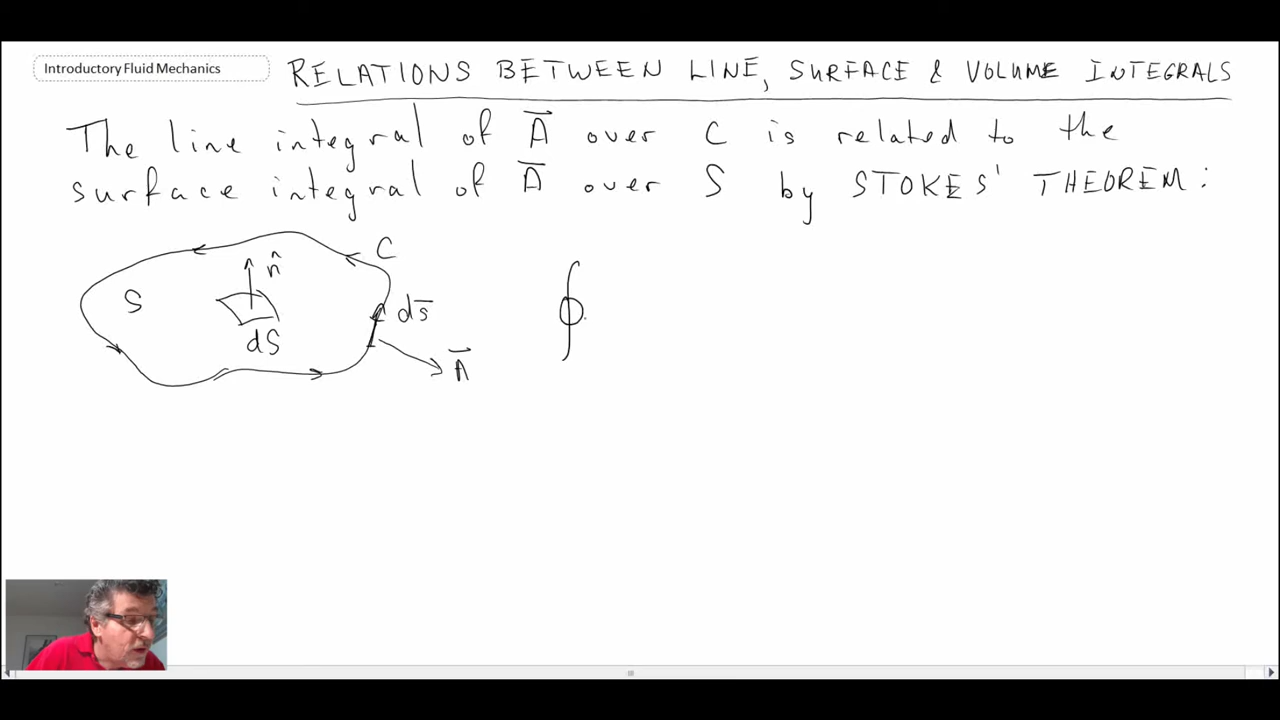 Introductory Fluid Mechanics
RELATIONS BETWEEN LINE, SURFACE & VOLUME INTEGRALS
The line integral of A⃗ over C is related to the
surface integral of A⃗ over S by STOKES' THEOREM:
C
n̂
S
ds⃗
dS
A⃗
∮